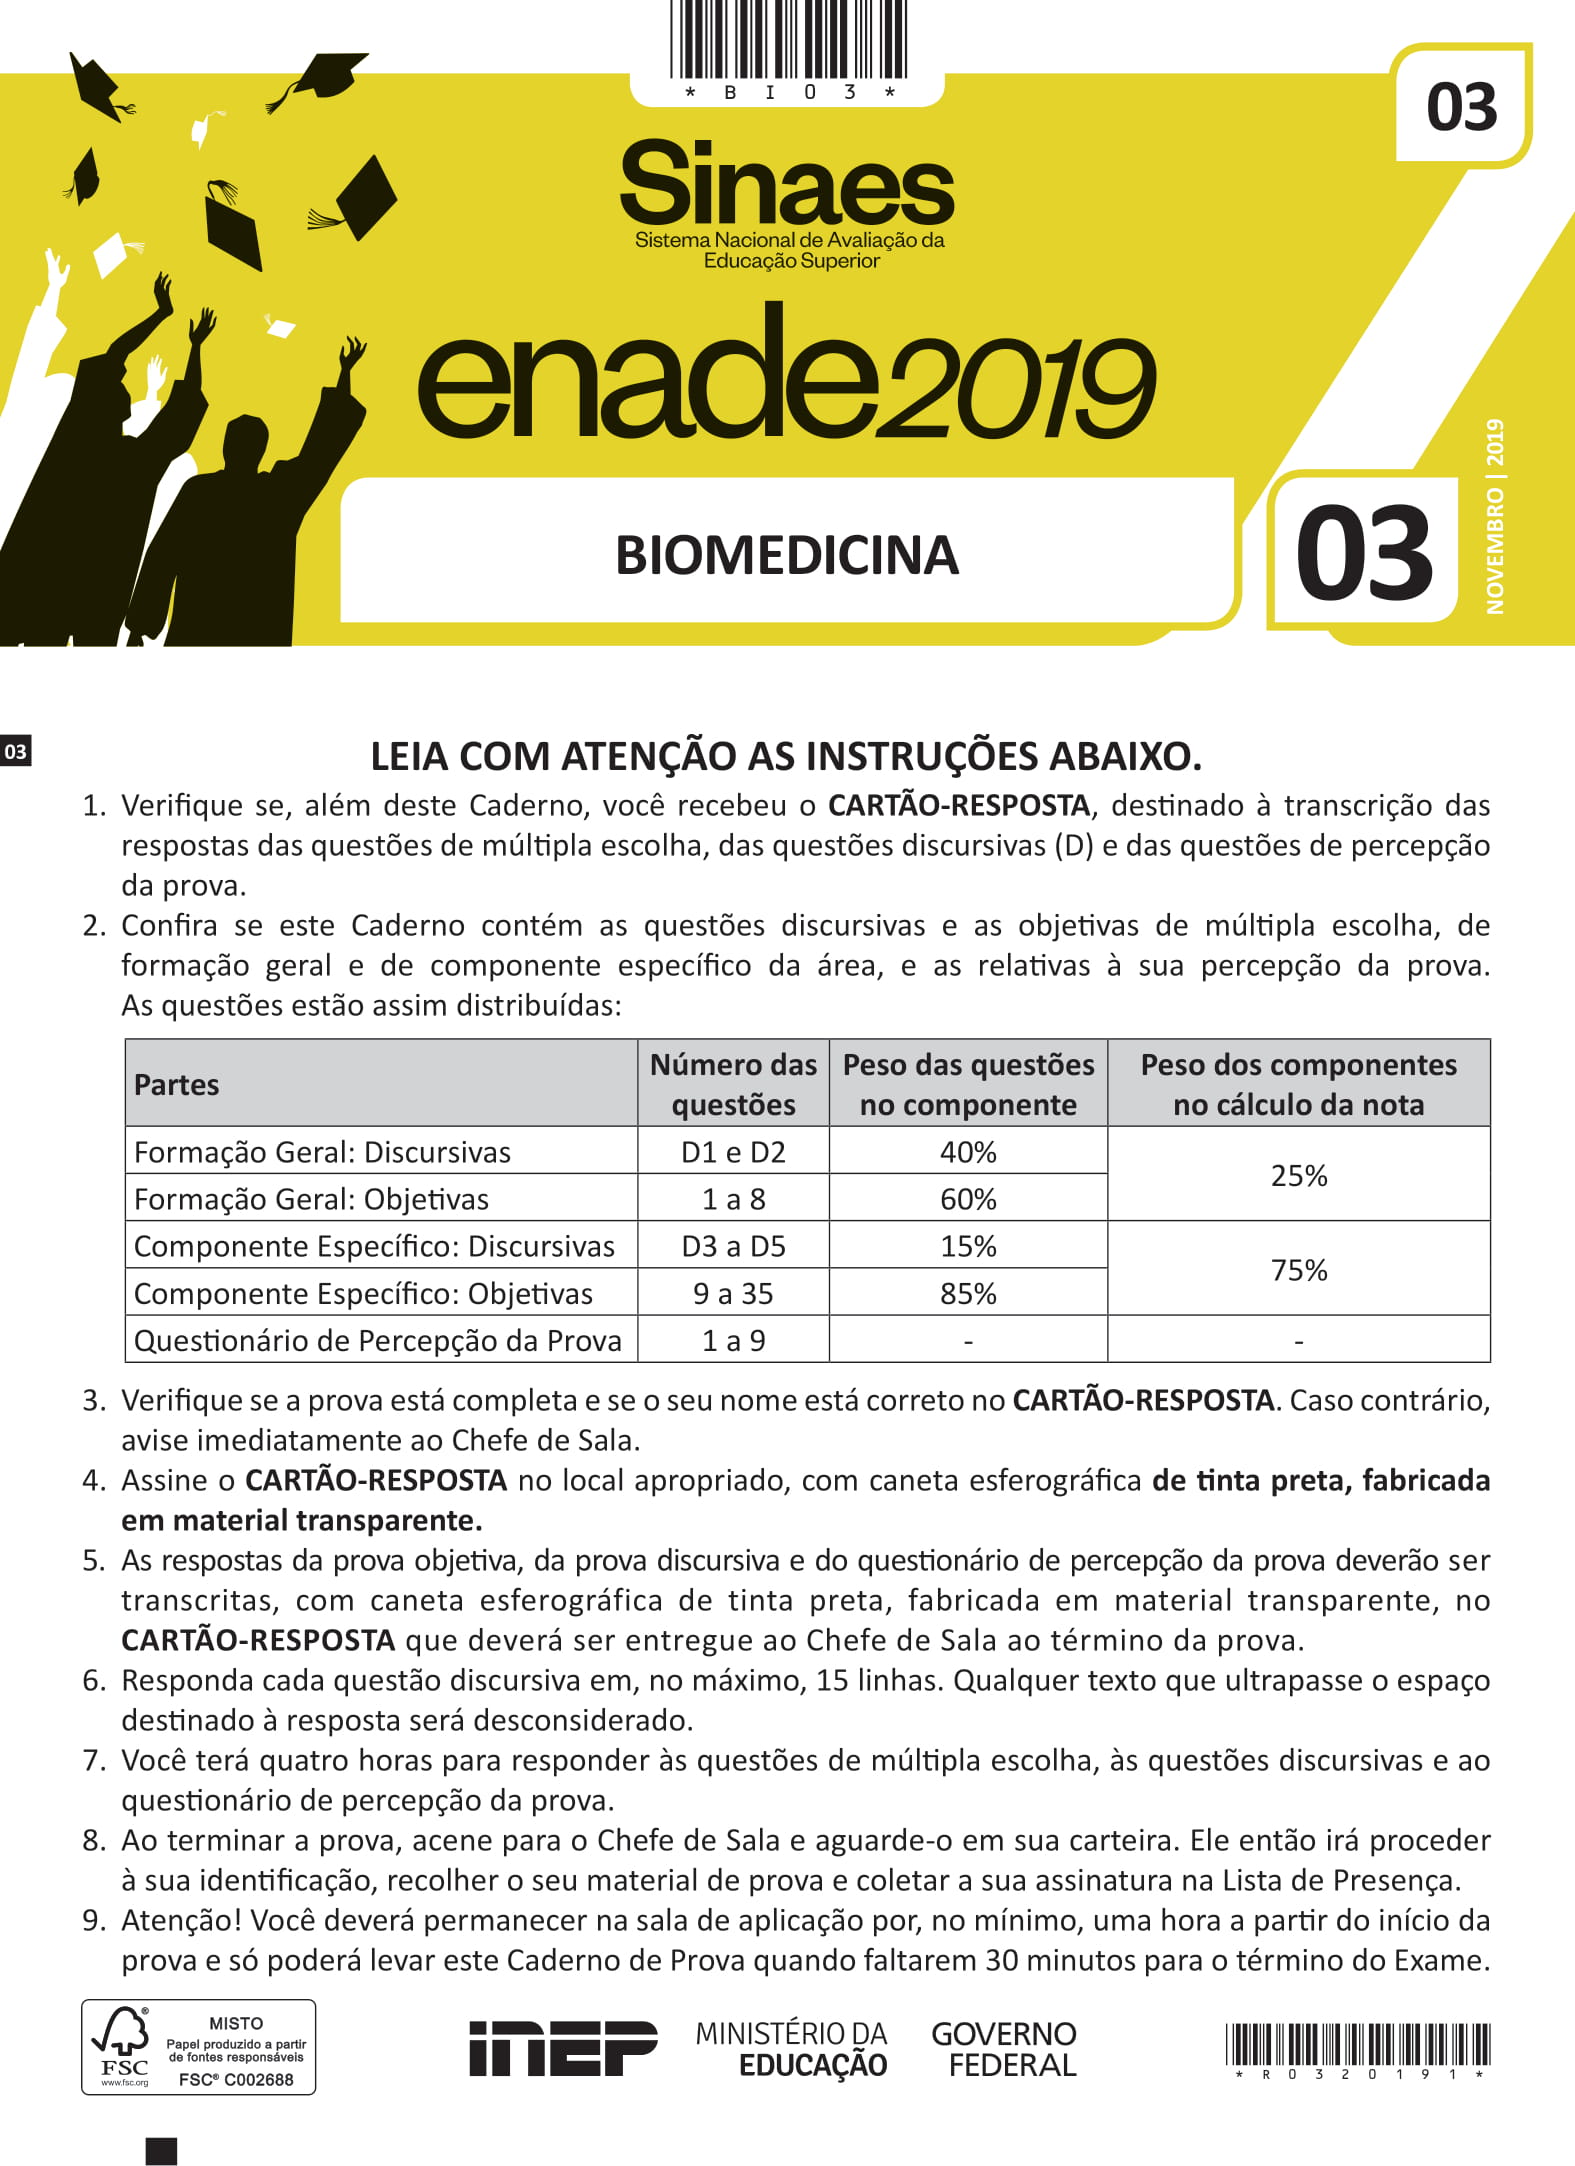 *BI03*
03
Sinaes
Sistema Nacional de Avaliação da
Educação Superior
enade2019
NOVEMBRO | 2019
BIOMEDICINA
03
03
LEIA COM ATENÇÃO AS INSTRUÇÕES ABAIXO.
1. Verifique se, além deste Caderno, você recebeu o CARTÃO-RESPOSTA, destinado à transcrição das
respostas das questões de múltipla escolha, das questões discursivas (D) e das questões de percepção
da prova.
2. Confira se este Caderno contém as questões discursivas e as objetivas de múltipla escolha, de
formação geral e de componente específico da área, e as relativas à sua percepção da prova.
As questões estão assim distribuídas:
Partes | Número das questões | Peso das questões no componente | Peso dos componentes no cálculo da nota
Formação Geral: Discursivas | D1 e D2 | 40% | 25%
Formação Geral: Objetivas | 1 a 8 | 60%
Componente Específico: Discursivas | D3 a D5 | 15% | 75%
Componente Específico: Objetivas | 9 a 35 | 85%
Questionário de Percepção da Prova | 1 a 9 | - | -
3. Verifique se a prova está completa e se o seu nome está correto no CARTÃO-RESPOSTA. Caso contrário,
avise imediatamente ao Chefe de Sala.
4. Assine o CARTÃO-RESPOSTA no local apropriado, com caneta esferográfica de tinta preta, fabricada
em material transparente.
5. As respostas da prova objetiva, da prova discursiva e do questionário de percepção da prova deverão ser
transcritas, com caneta esferográfica de tinta preta, fabricada em material transparente, no
CARTÃO-RESPOSTA que deverá ser entregue ao Chefe de Sala ao término da prova.
6. Responda cada questão discursiva em, no máximo, 15 linhas. Qualquer texto que ultrapasse o espaço
destinado à resposta será desconsiderado.
7. Você terá quatro horas para responder às questões de múltipla escolha, às questões discursivas e ao
questionário de percepção da prova.
8. Ao terminar a prova, acene para o Chefe de Sala e aguarde-o em sua carteira. Ele então irá proceder
à sua identificação, recolher o seu material de prova e coletar a sua assinatura na Lista de Presença.
9. Atenção! Você deverá permanecer na sala de aplicação por, no mínimo, uma hora a partir do início da
prova e só poderá levar este Caderno de Prova quando faltarem 30 minutos para o término do Exame.
FSC
www.fsc.org
MISTO
Papel produzido a partir
de fontes responsáveis
FSC® C002688
INEP
MINISTÉRIO DA
EDUCAÇÃO
GOVERNO
FEDERAL
*R0320191*